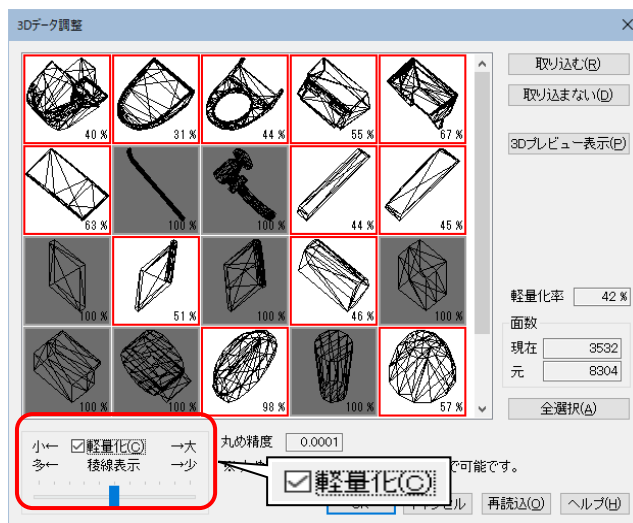 3Dデータ調整
取り込む(R)
取り込まない(D)
3Dプレビュー表示(P)
40 %
31 %
44 %
55 %
67 %
63 %
100 %
100 %
44 %
45 %
100 %
51 %
100 %
46 %
100 %
100 %
100 %
98 %
100 %
57 %
軽量化率 42 %
面数
現在 3532
元 8304
全選択(A)
小← 軽量化(C) →大
多← 稜線表示 →少
丸め精度 0.0001
で可能です。
軽量化(C)
再読込(O)
ヘルプ(H)